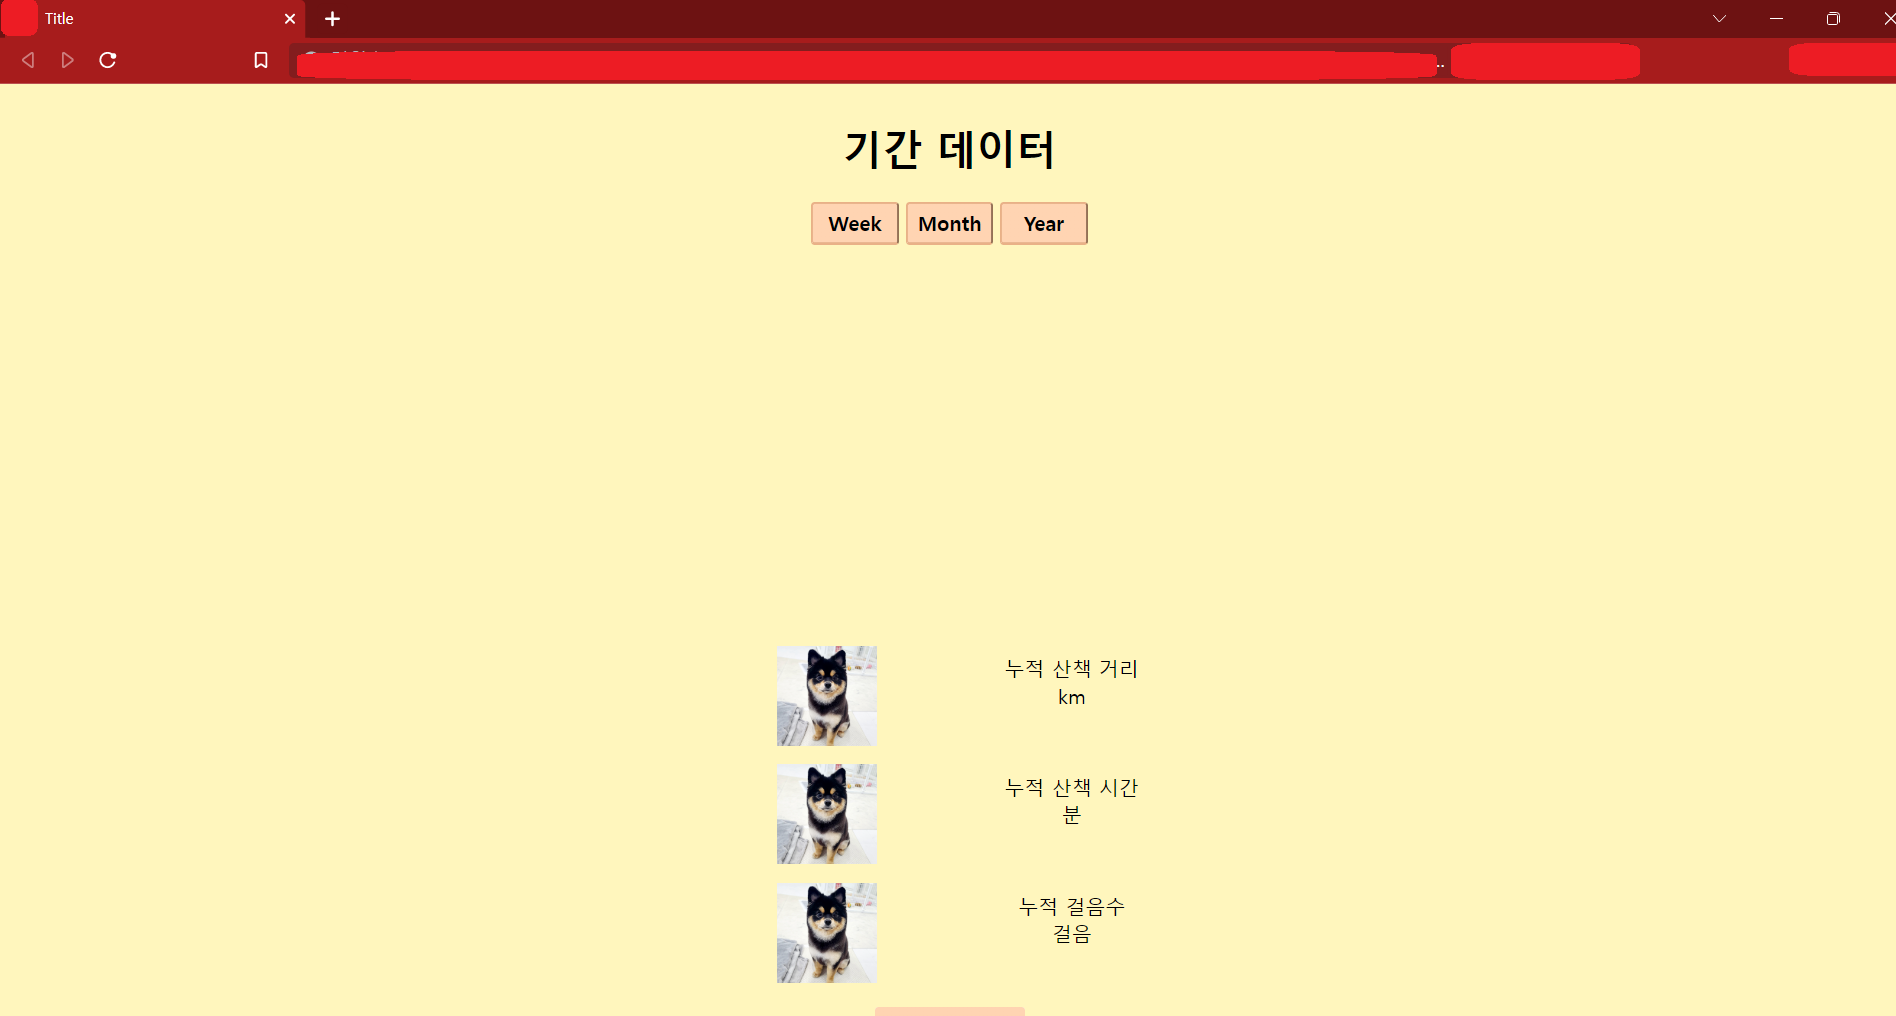 Title
기간 데이터
Week Month Year
누적 산책 거리
km
누적 산책 시간
분
누적 걸음수
걸음